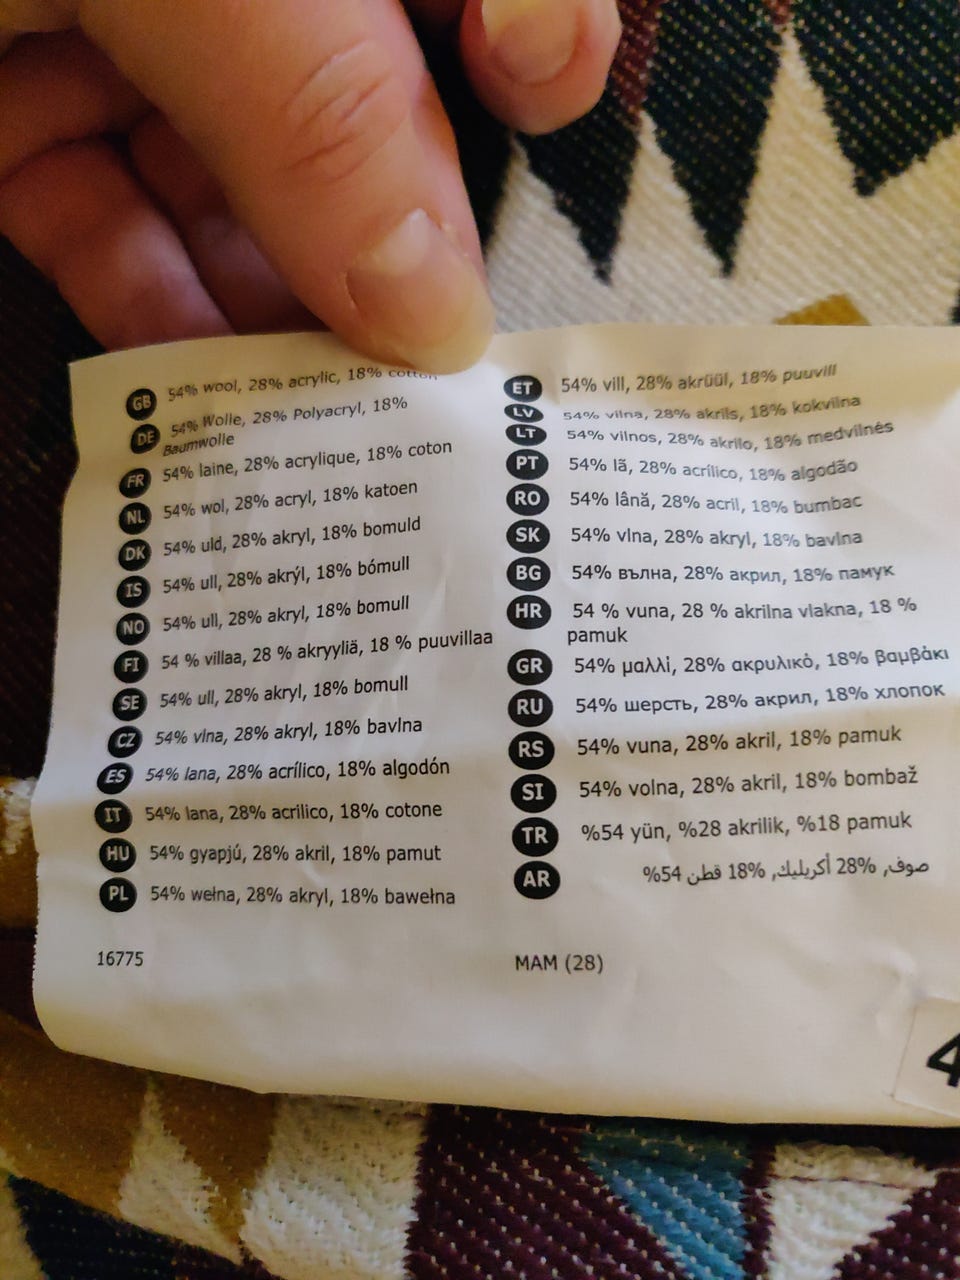 GB 54% wool, 28% acrylic, 18% cotton
DE 54% Wolle, 28% Polyacryl, 18%
Baumwolle
FR 54% laine, 28% acrylique, 18% coton
NL 54% wol, 28% acryl, 18% katoen
DK 54% uld, 28% akryl, 18% bomuld
IS 54% ull, 28% akrýl, 18% bómull
NO 54% ull, 28% akryl, 18% bomull
FI 54 % villaa, 28 % akryyliä, 18 % puuvillaa
SE 54% ull, 28% akryl, 18% bomull
CZ 54% vlna, 28% akryl, 18% bavlna
ES 54% lana, 28% acrílico, 18% algodón
IT 54% lana, 28% acrilico, 18% cotone
HU 54% gyapjú, 28% akril, 18% pamut
PL 54% wełna, 28% akryl, 18% bawełna
16775
ET 54% vill, 28% akrüül, 18% puuvill
LV 54% vilna, 28% akrils, 18% kokvilna
LT 54% vilnos, 28% akrilo, 18% medvilnės
PT 54% lã, 28% acrílico, 18% algodão
RO 54% lână, 28% acril, 18% bumbac
SK 54% vlna, 28% akryl, 18% bavlna
BG 54% вълна, 28% акрил, 18% памук
HR 54 % vuna, 28 % akrilna vlakna, 18 %
pamuk
GR 54% μαλλί, 28% ακρυλικό, 18% βαμβάκι
RU 54% шерсть, 28% акрил, 18% хлопок
RS 54% vuna, 28% akril, 18% pamuk
SI 54% volna, 28% akril, 18% bombaž
TR %54 yün, %28 akrilik, %18 pamuk
AR صوف, 28% أكريليك, 18% قطن 54%
MAM (28)
4